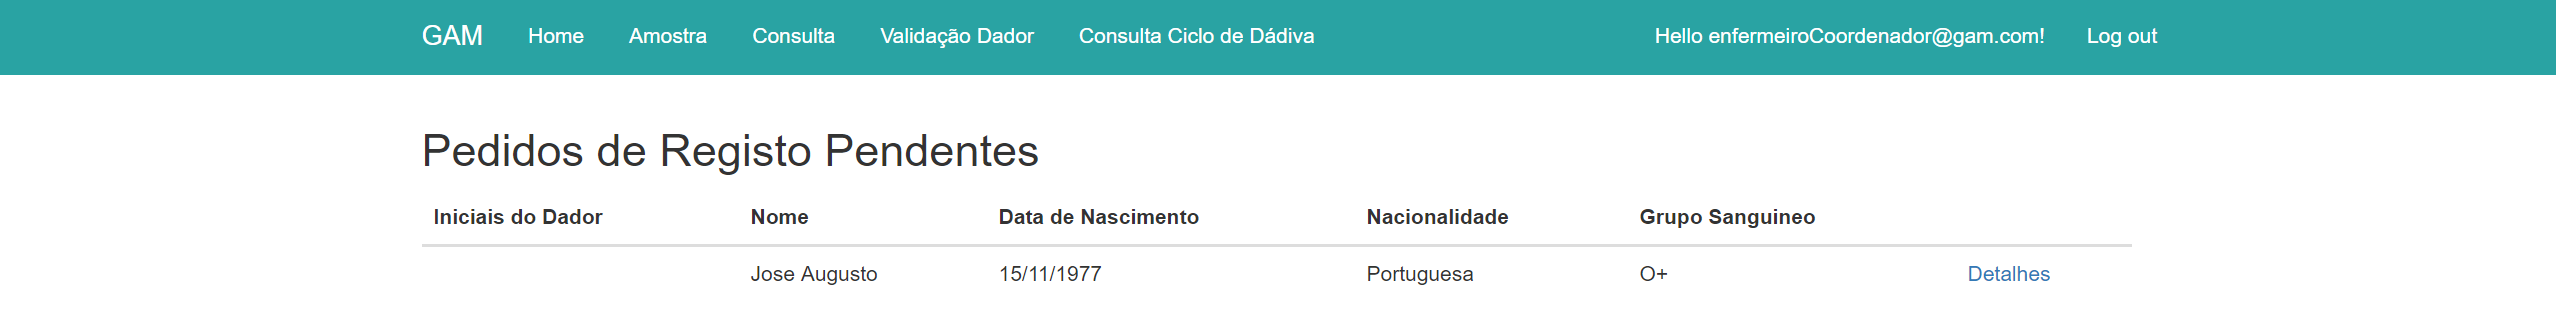 GAM Home Amostra Consulta Validação Dador Consulta Ciclo de Dádiva Hello enfermeiroCoordenador@gam.com! Log out
Pedidos de Registo Pendentes
Iniciais do Dador Nome Data de Nascimento Nacionalidade Grupo Sanguineo
Jose Augusto 15/11/1977 Portuguesa O+ Detalhes